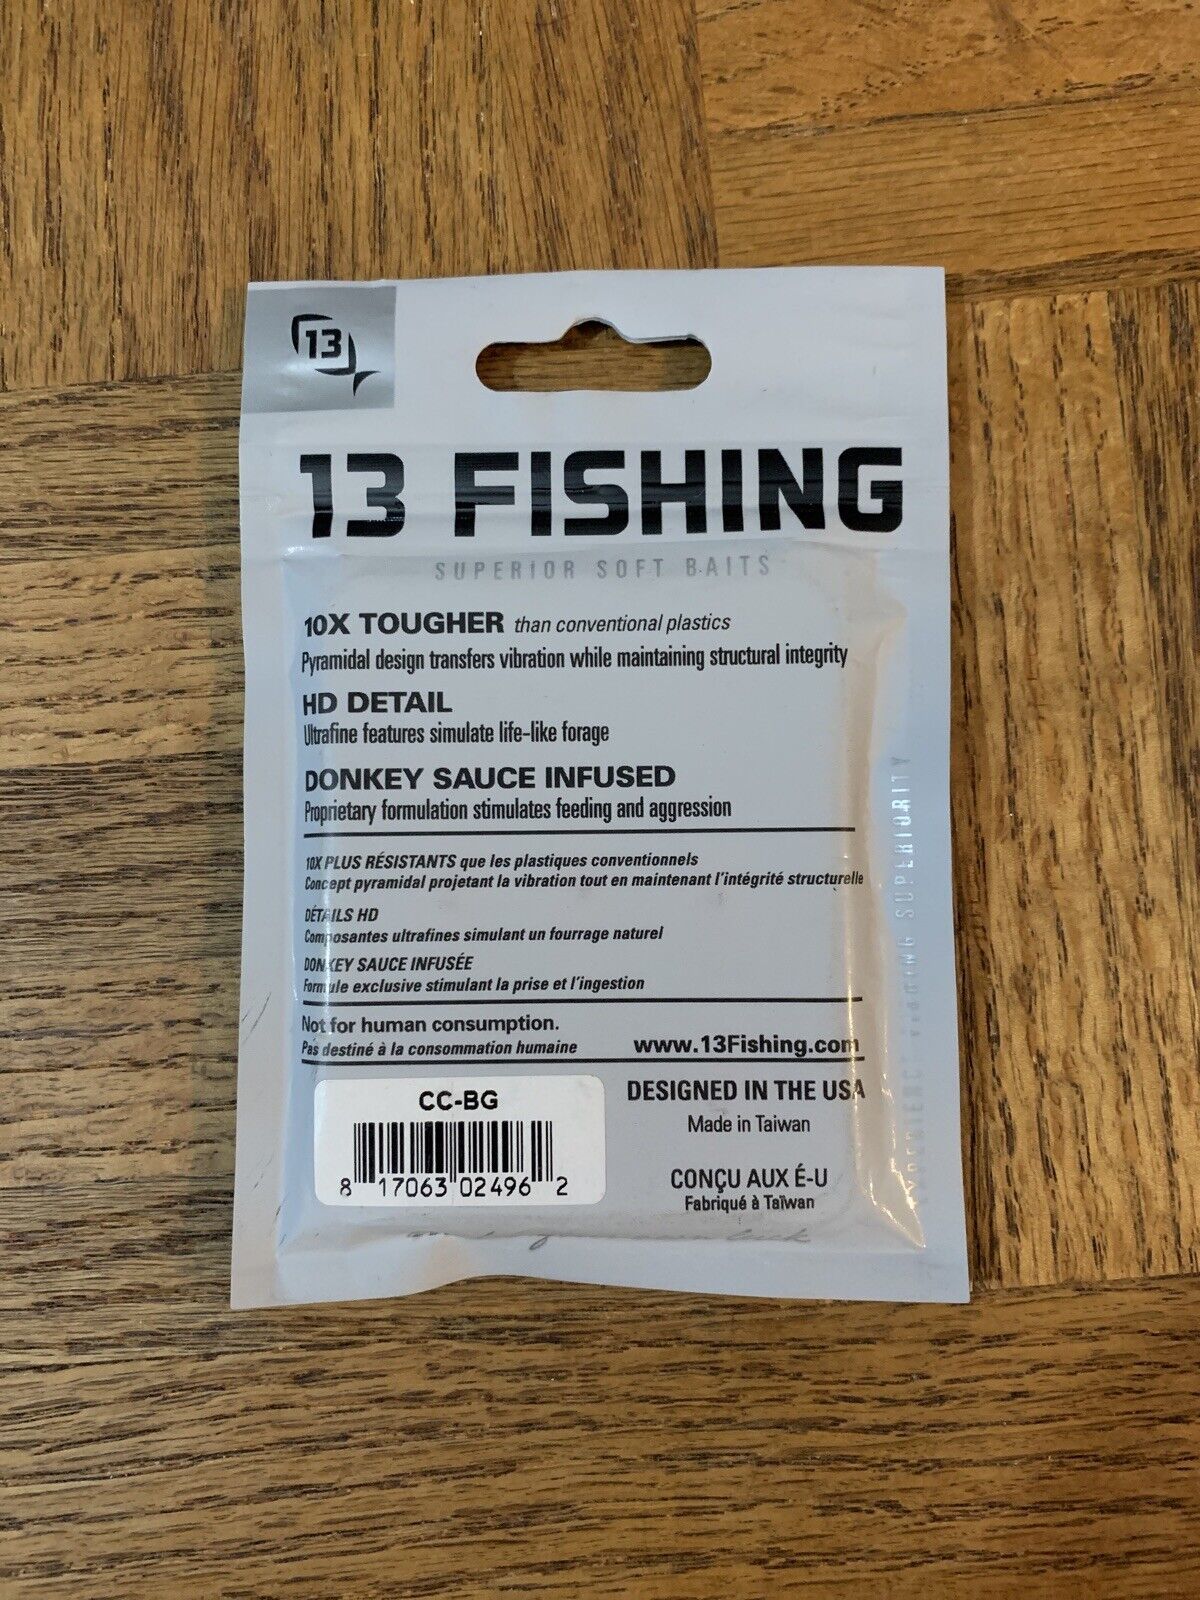 13
13 FISHING
SUPERIOR SOFT BAITS
10X TOUGHER than conventional plastics
Pyramidal design transfers vibration while maintaining structural integrity
HD DETAIL
Ultrafine features simulate life-like forage
DONKEY SAUCE INFUSED
Proprietary formulation stimulates feeding and aggression
10X PLUS RÉSISTANTS que les plastiques conventionnels
Concept pyramidal projetant la vibration tout en maintenant l'intégrité structurelle
DÉTAILS HD
Composantes ultrafines simulant un fourrage naturel
DONKEY SAUCE INFUSÉE
Formule exclusive stimulant la prise et l'ingestion
Not for human consumption.
Pas destiné à la consommation humaine
www.13Fishing.com
CC-BG
8 17063 02496 2
DESIGNED IN THE USA
Made in Taiwan
CONÇU AUX É-U
Fabriqué à Taïwan
SUPERIORITY
luck